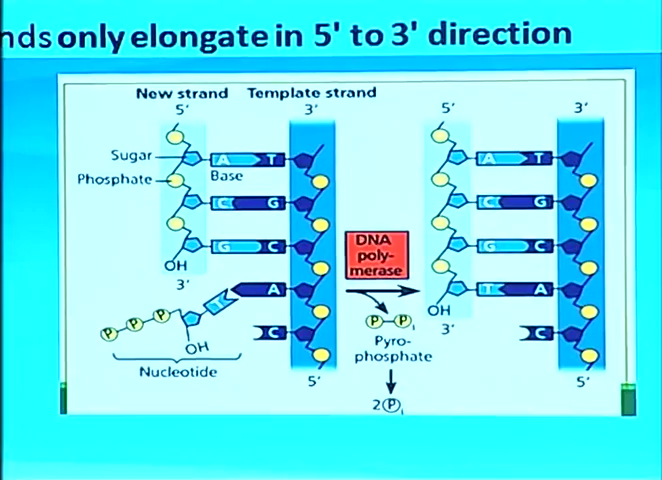 nds only elongate in 5' to 3' direction
New strand Template strand
5' 3' 5' 3'
Sugar A T A T
Phosphate Base
C G C G
G C G C
DNA
poly-
merase
OH
3'
T A T A
P P P
OH
P P i
OH
3'
C C
Pyro-
phosphate
Nucleotide
5' 5'
2 P i